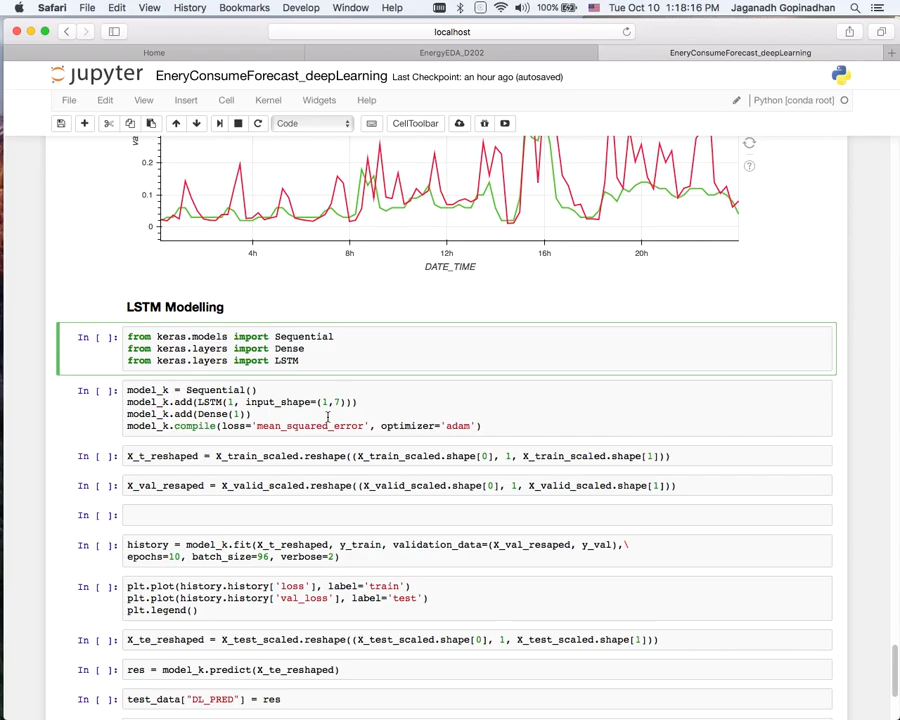 Safari File Edit View History Bookmarks Develop Window Help 100% Tue Oct 10 1:18:16 PM Jaganadh Gopinadhan
localhost
Home EnergyEDA_D202 EneryConsumeForecast_deepLearning
jupyter EneryConsumeForecast_deepLearning Last Checkpoint: an hour ago (autosaved)
File Edit View Insert Cell Kernel Widgets Help Python [conda root]
Code CellToolbar
0.2
0.1
0
4h 8h 12h 16h 20h
DATE_TIME
LSTM Modelling
In [ ]: from keras.models import Sequential
from keras.layers import Dense
from keras.layers import LSTM
In [ ]: model_k = Sequential()
model_k.add(LSTM(1, input_shape=(1,7)))
model_k.add(Dense(1))
model_k.compile(loss='mean_squared_error', optimizer='adam')
In [ ]: X_t_reshaped = X_train_scaled.reshape((X_train_scaled.shape[0], 1, X_train_scaled.shape[1]))
In [ ]: X_val_resaped = X_valid_scaled.reshape((X_valid_scaled.shape[0], 1, X_valid_scaled.shape[1]))
In [ ]:
In [ ]: history = model_k.fit(X_t_reshaped, y_train, validation_data=(X_val_resaped, y_val),\
epochs=10, batch_size=96, verbose=2)
In [ ]: plt.plot(history.history['loss'], label='train')
plt.plot(history.history['val_loss'], label='test')
plt.legend()
In [ ]: X_te_reshaped = X_test_scaled.reshape((X_test_scaled.shape[0], 1, X_test_scaled.shape[1]))
In [ ]: res = model_k.predict(X_te_reshaped)
In [ ]: test_data["DL_PRED"] = res